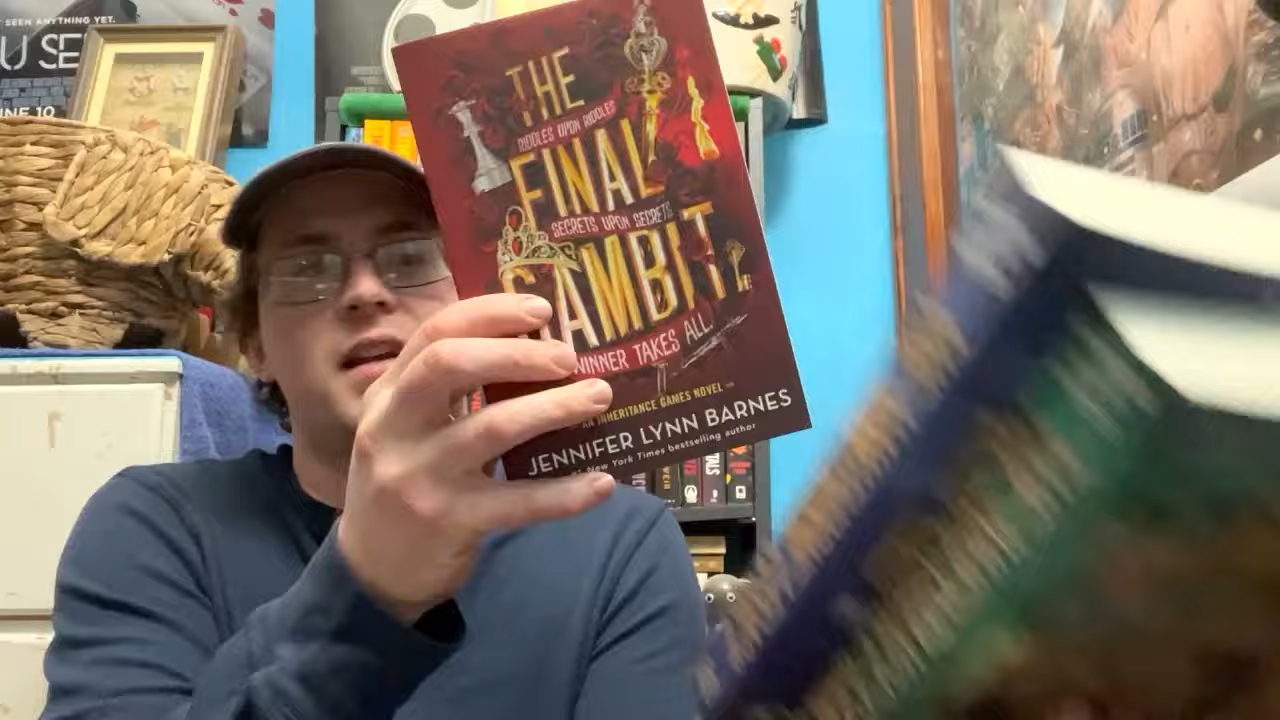 SEEN ANYTHING YET.
U SE
NE 10
THE
RIDDLES UPON RIDDLES
FINAL
SECRETS UPON SECRETS
GAMBIT
WINNER TAKES ALL.
AN INHERITANCE GAMES NOVEL
JENNIFER LYNN BARNES
#1 New York Times bestselling author